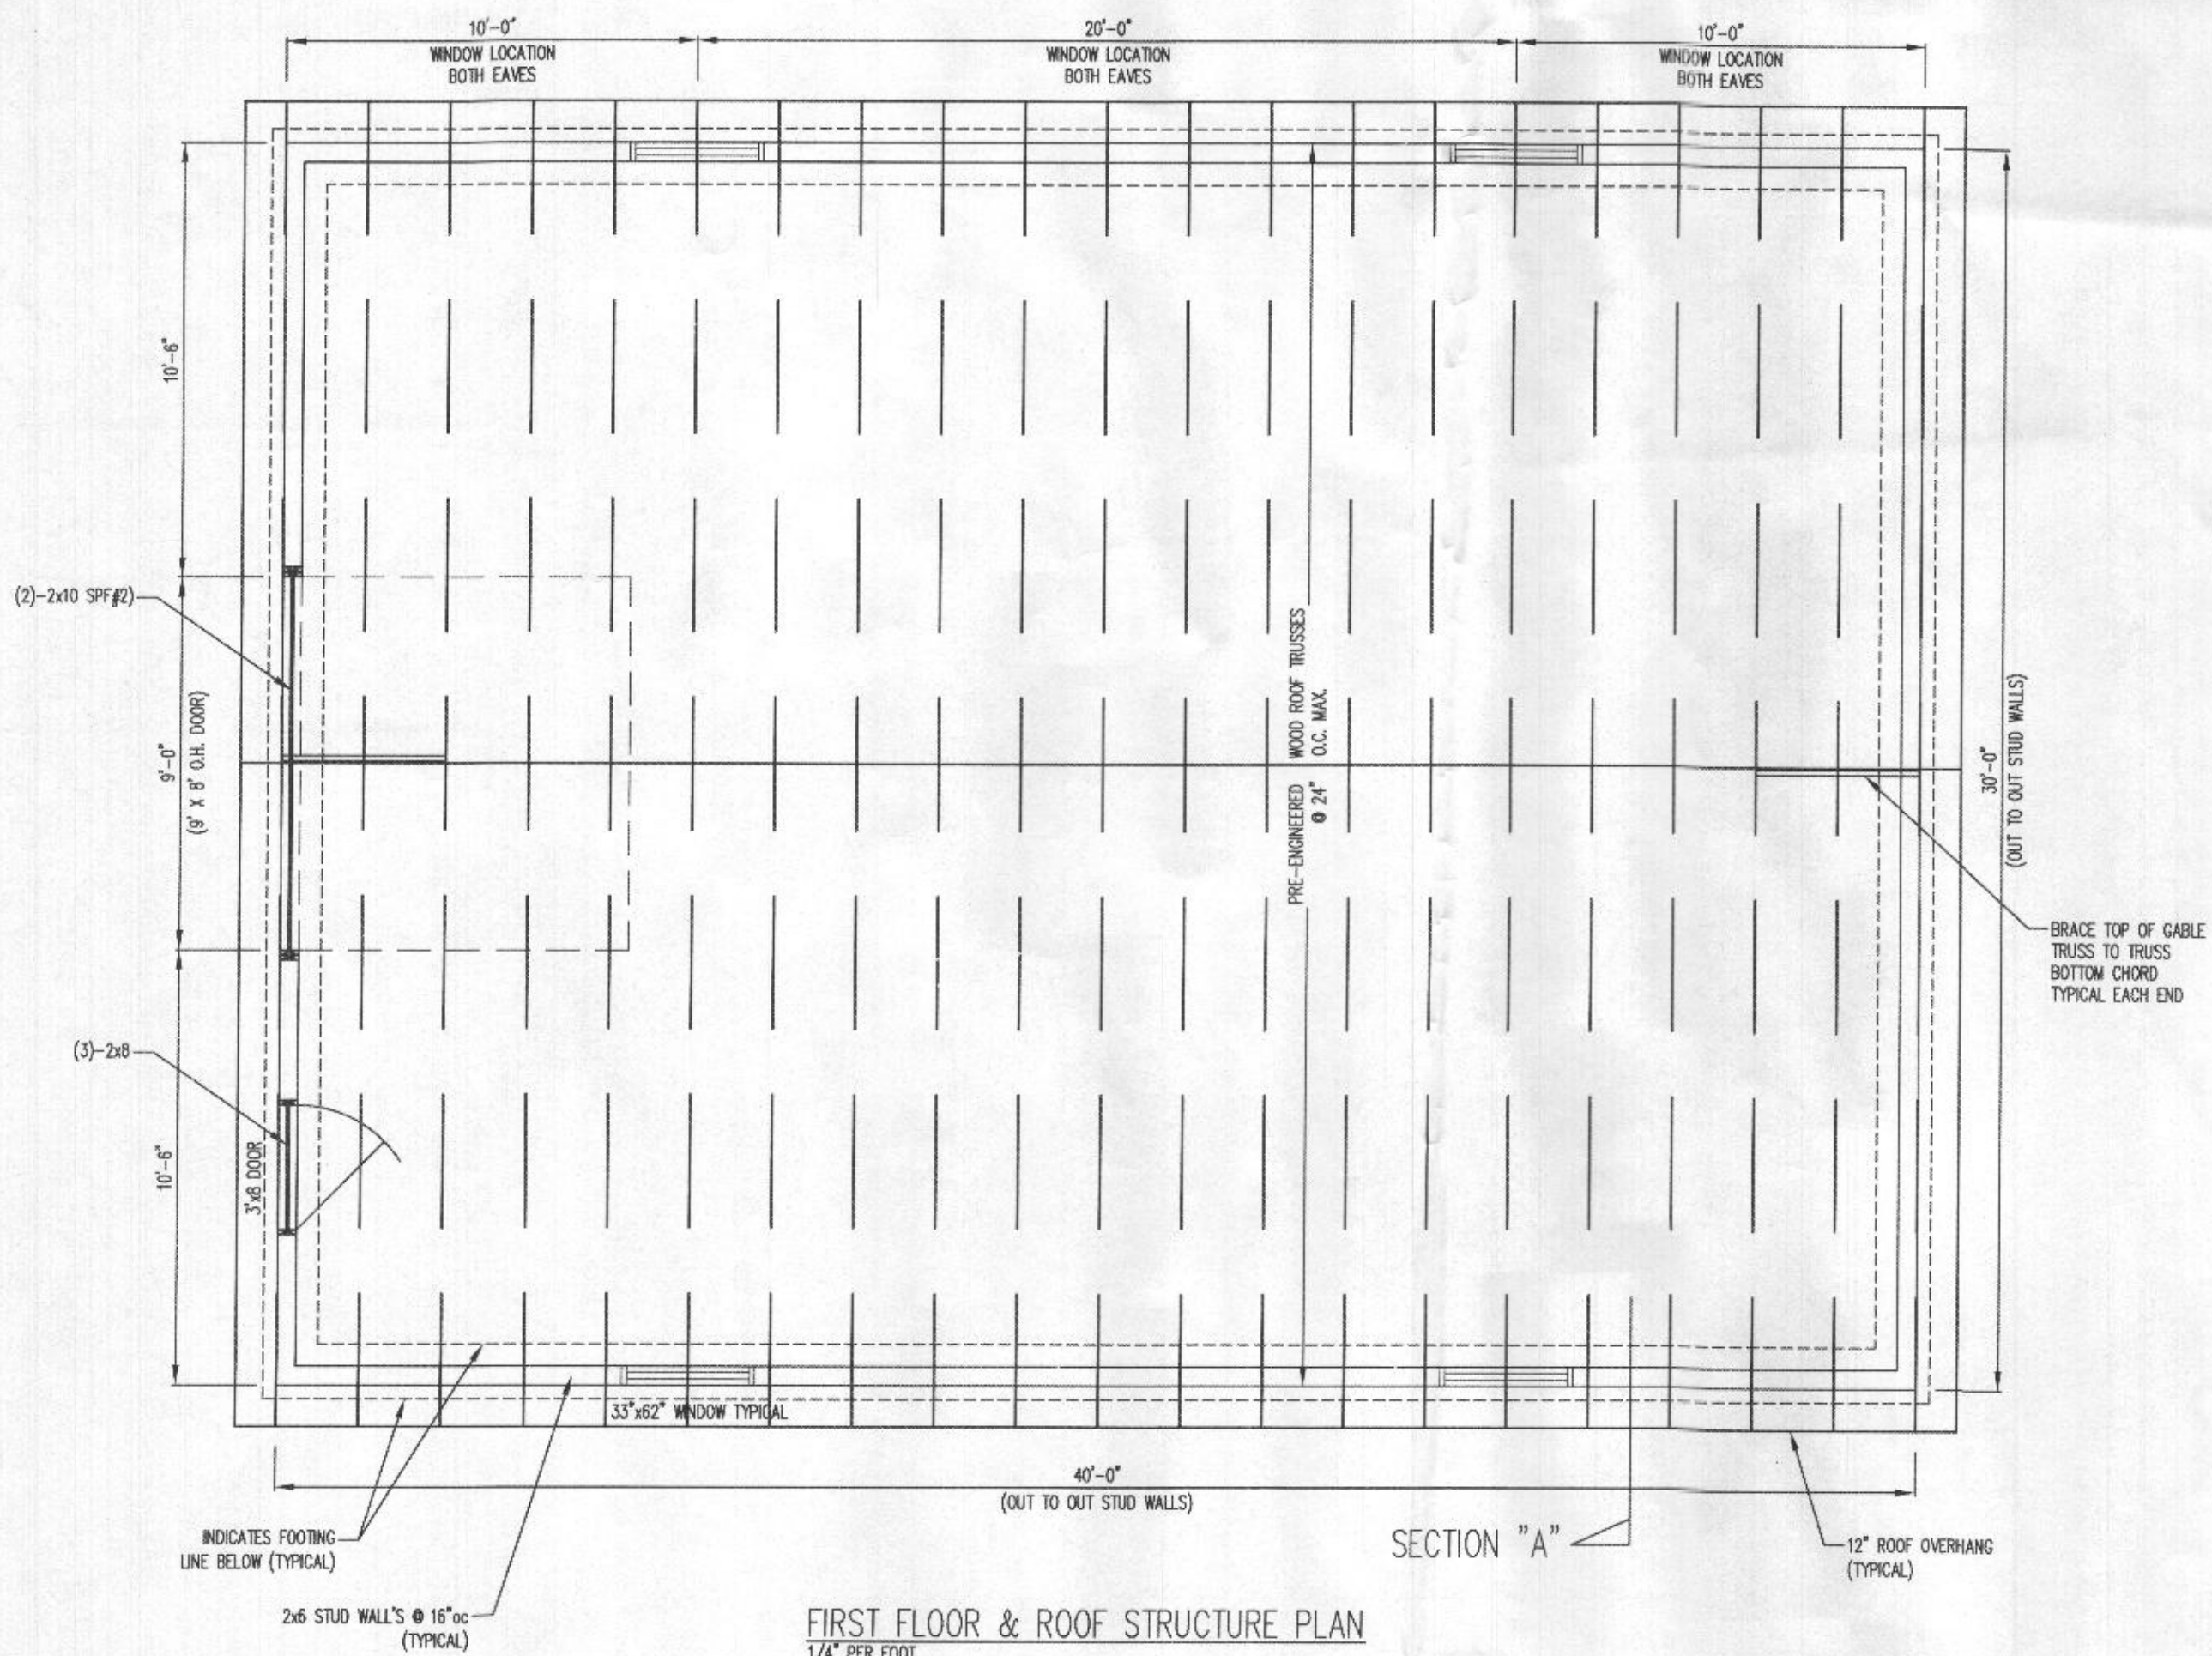 10'-0"
WINDOW LOCATION
BOTH EAVES
20'-0"
WINDOW LOCATION
BOTH EAVES
10'-0"
WINDOW LOCATION
BOTH EAVES
10'-6"
(2)-2x10 SPF#2)
9'-0"
(9' X 8' O.H. DOOR)
(3)-2x8
3'x8 DOOR
10'-6"
PRE-ENGINEERED WOOD ROOF TRUSSES
@ 24" O.C. MAX.
30'-0"
(OUT TO OUT STUD WALLS)
BRACE TOP OF GABLE
TRUSS TO TRUSS
BOTTOM CHORD
TYPICAL EACH END
33"x62" WINDOW TYPICAL
40'-0"
(OUT TO OUT STUD WALLS)
INDICATES FOOTING
LINE BELOW (TYPICAL)
2x6 STUD WALL'S @ 16"oc
(TYPICAL)
SECTION "A"
12" ROOF OVERHANG
(TYPICAL)
FIRST FLOOR & ROOF STRUCTURE PLAN
1/4" PER FOOT